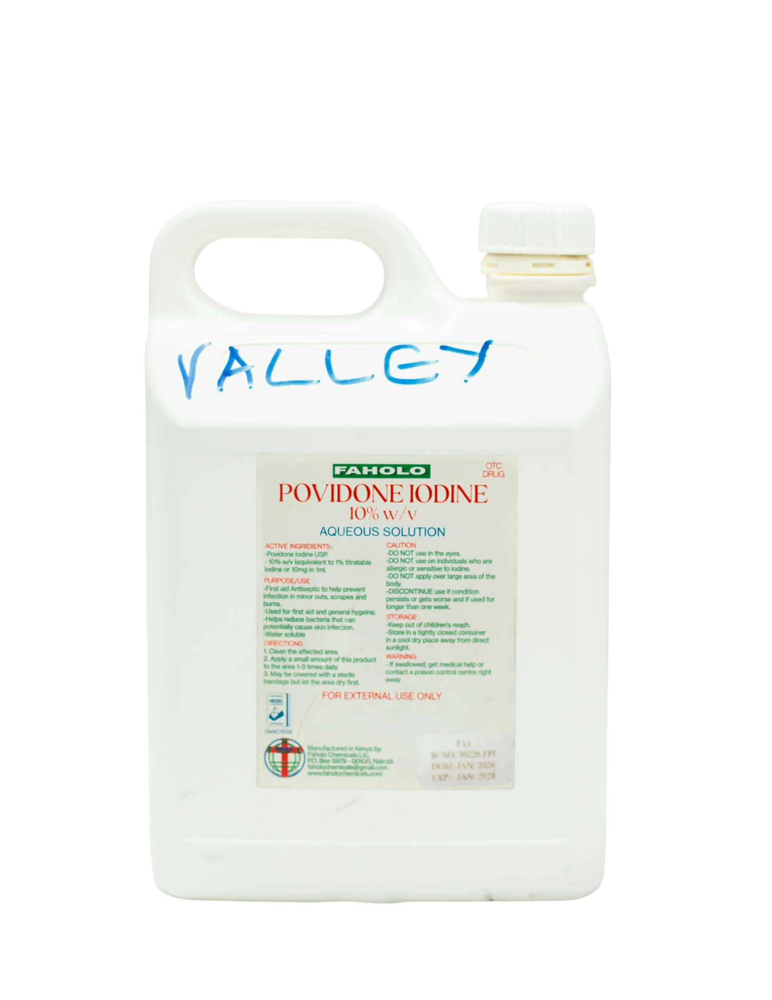 VALLEY
FAHOLO
OTC
DRUG
POVIDONE IODINE
10% w/v
AQUEOUS SOLUTION
ACTIVE INGRIDIENTS:
-Povidone Iodine USP.
- 10% w/v (equivalent to 1% titratable
Iodine or 10mg in 1mL
PURPOSE/USE
-First aid Antiseptic to help prevent
infection in minor cuts, scrapes and
burns.
-Used for first aid and general hygeine.
-Helps reduce bacteria that can
potentially cause skin infection.
-Water soluble
DIRECTIONS:
1. Clean the affected area.
2. Apply a small amount of this product
to the area 1-3 times daily.
3. May be covered with a sterile
bandage but let the area dry first.
CAUTION
-DO NOT use in the eyes.
-DO NOT use on individuals who are
allergic or sensitive to iodine.
-DO NOT apply over large area of the
body.
-DISCONTINUE use if condition
persists or gets worse and if used for
longer than one week.
STORAGE:
-Keep out of children's reach.
-Store in a tightly closed container
in a cool dry place away from direct
sunlight.
WARNING:
- If swallowed, get medical help or
contact a poison control centre right
away
FOR EXTERNAL USE ONLY
KEBS
H
FAHOLO
L
Manufactured in Kenya by:
Faholo Chemicals Ltd.
P.O. Box 5979 - 00100, Nairobi
faholochemicals@gmail.com
www.faholochemicals.com
5 Lt
B/ NO: 30226 FPI
DOM: JAN: 2026
EXP: JAN: 2028